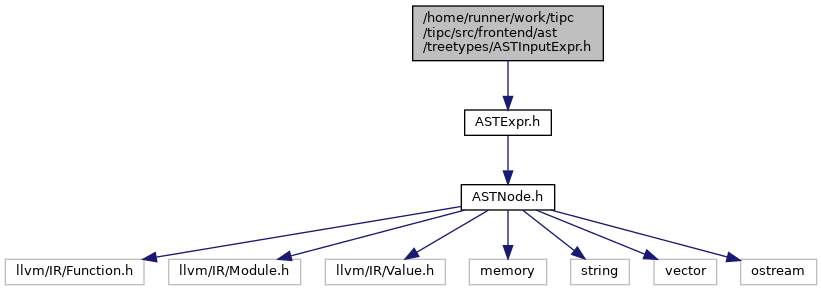 /home/runner/work/tipc
/tipc/src/frontend/ast
/treetypes/ASTInputExpr.h
ASTExpr.h
ASTNode.h
llvm/IR/Function.h
llvm/IR/Module.h
llvm/IR/Value.h
memory
string
vector
ostream